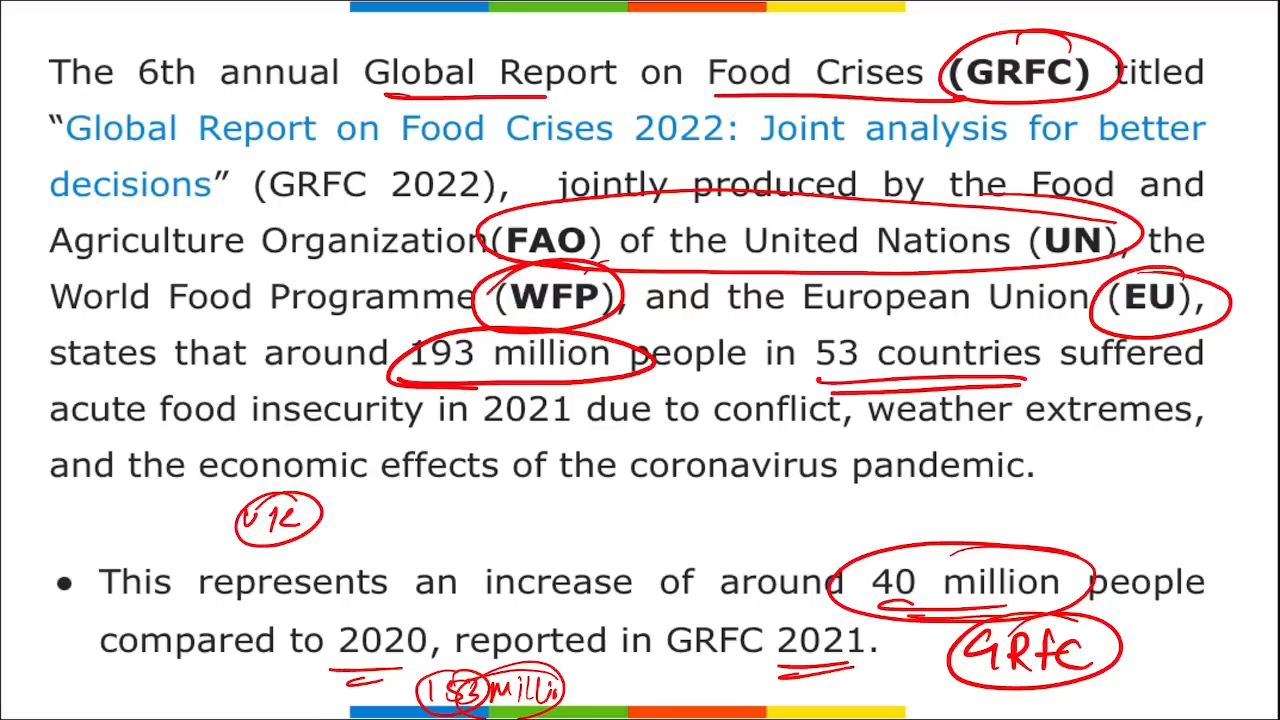 The 6th annual Global Report on Food Crises (GRFC) titled
“Global Report on Food Crises 2022: Joint analysis for better
decisions” (GRFC 2022), jointly produced by the Food and
Agriculture Organization(FAO) of the United Nations (UN), the
World Food Programme (WFP), and the European Union (EU),
states that around 193 million people in 53 countries suffered
acute food insecurity in 2021 due to conflict, weather extremes,
and the economic effects of the coronavirus pandemic.
● This represents an increase of around 40 million people
compared to 2020, reported in GRFC 2021.
GRFC
153 millio